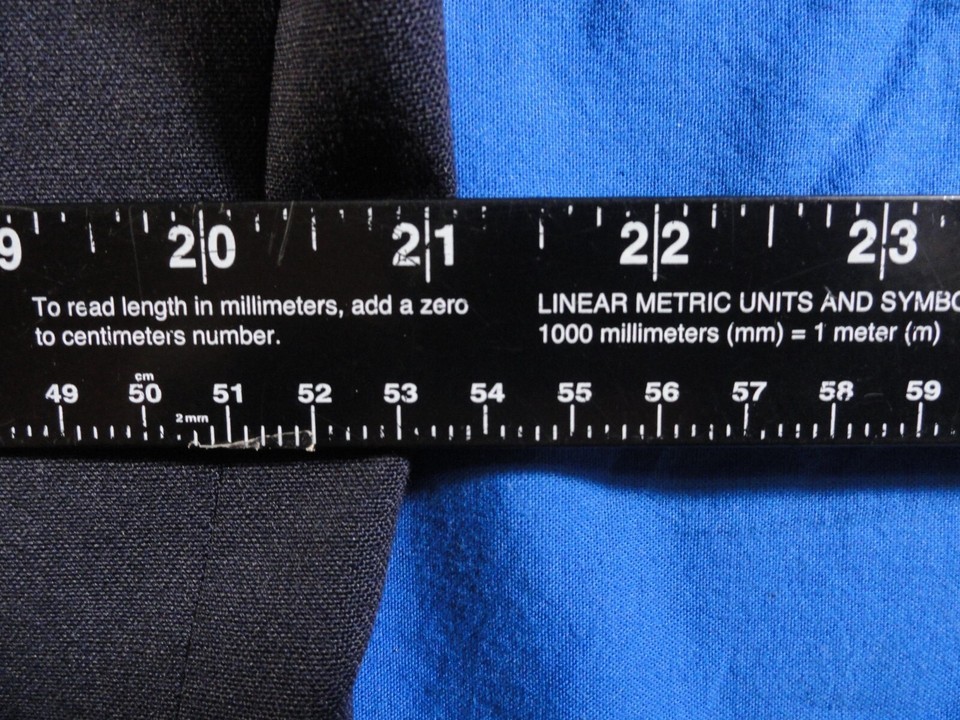 9 20 21 22 23
To read length in millimeters, add a zero
to centimeters number.
LINEAR METRIC UNITS AND
1000 millimeters (mm) = 1 meter (m)
cm
49 50 51 52 53 54 55 56 57 58 59
2mm